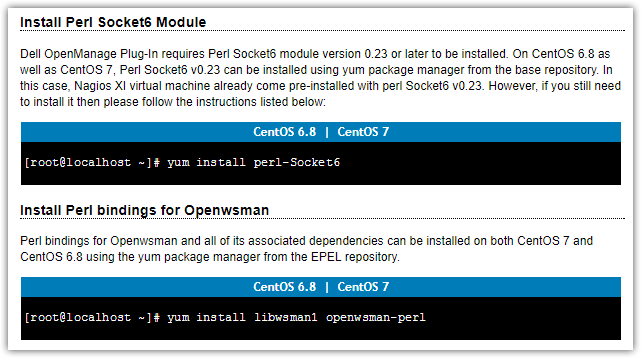 Install Perl Socket6 Module
Dell OpenManage Plug-In requires Perl Socket6 module version 0.23 or later to be installed. On CentOS 6.8 as
well as CentOS 7, Perl Socket6 v0.23 can be installed using yum package manager from the base repository. In
this case, Nagios XI virtual machine already come pre-installed with perl Socket6 v0.23. However, if you still need
to install it then please follow the instructions listed below:
CentOS 6.8 | CentOS 7
[root@localhost ~]# yum install perl-Socket6
Install Perl bindings for Openwsman
Perl bindings for Openwsman and all of its associated dependencies can be installed on both CentOS 7 and
CentOS 6.8 using the yum package manager from the EPEL repository.
CentOS 6.8 | CentOS 7
[root@localhost ~]# yum install libwsman1 openwsman-perl